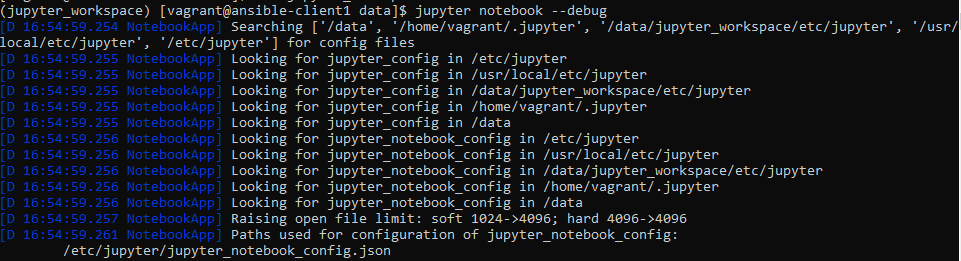 (jupyter_workspace) [vagrant@ansible-client1 data]$ jupyter notebook --debug
[D 16:54:59.254 NotebookApp] Searching ['/data', '/home/vagrant/.jupyter', '/data/jupyter_workspace/etc/jupyter', '/usr/
local/etc/jupyter', '/etc/jupyter'] for config files
[D 16:54:59.255 NotebookApp] Looking for jupyter_config in /etc/jupyter
[D 16:54:59.255 NotebookApp] Looking for jupyter_config in /usr/local/etc/jupyter
[D 16:54:59.255 NotebookApp] Looking for jupyter_config in /data/jupyter_workspace/etc/jupyter
[D 16:54:59.255 NotebookApp] Looking for jupyter_config in /home/vagrant/.jupyter
[D 16:54:59.255 NotebookApp] Looking for jupyter_config in /data
[D 16:54:59.256 NotebookApp] Looking for jupyter_notebook_config in /etc/jupyter
[D 16:54:59.256 NotebookApp] Looking for jupyter_notebook_config in /usr/local/etc/jupyter
[D 16:54:59.256 NotebookApp] Looking for jupyter_notebook_config in /data/jupyter_workspace/etc/jupyter
[D 16:54:59.256 NotebookApp] Looking for jupyter_notebook_config in /home/vagrant/.jupyter
[D 16:54:59.256 NotebookApp] Looking for jupyter_notebook_config in /data
[D 16:54:59.257 NotebookApp] Raising open file limit: soft 1024->4096; hard 4096->4096
[D 16:54:59.261 NotebookApp] Paths used for configuration of jupyter_notebook_config:
/etc/jupyter/jupyter_notebook_config.json